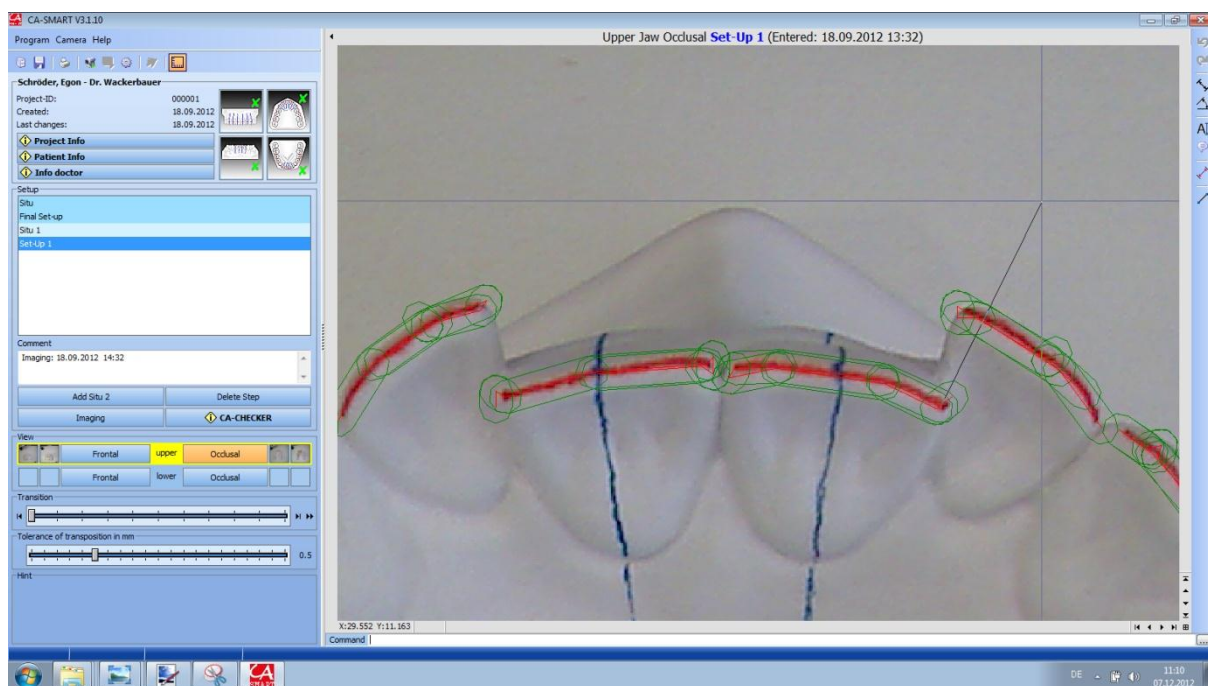 CA-SMART V3.1.10
Program Camera Help
Upper Jaw Occlusal Set-Up 1 (Entered: 18.09.2012 13:32)
Schröder, Egon - Dr. Wackerbauer
Project-ID: 000001
Created: 18.09.2012
Last changes: 18.09.2012
Project Info
Patient Info
Info doctor
Setup
Situ
Final Set-up
Situ 1
Set-Up 1
Comment
Imaging: 18.09.2012 14:32
Add Situ 2 Delete Step
Imaging CA-CHECKER
View
Frontal upper Occlusal
Frontal lower Occlusal
Transition
Tolerance of transposition in mm
0.5
Hint
X:29.552 Y:11.163
Command
CA
SMART
DE
11:10
07.12.2012